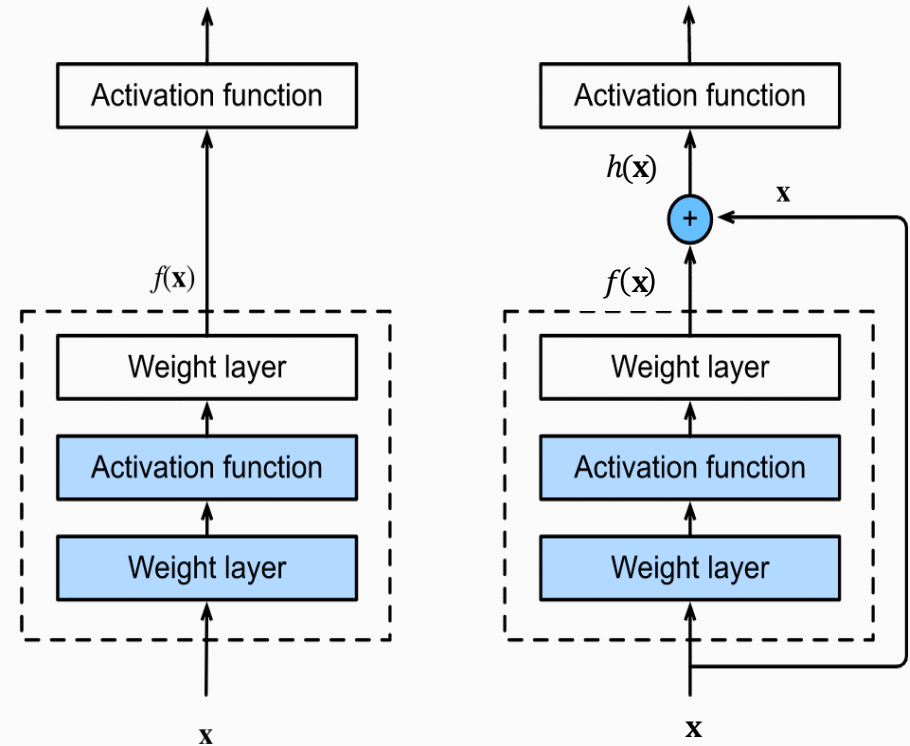 Activation function
f(x)
Weight layer
Activation function
Weight layer
x
Activation function
h(x)
x
+
f(x)
Weight layer
Activation function
Weight layer
x